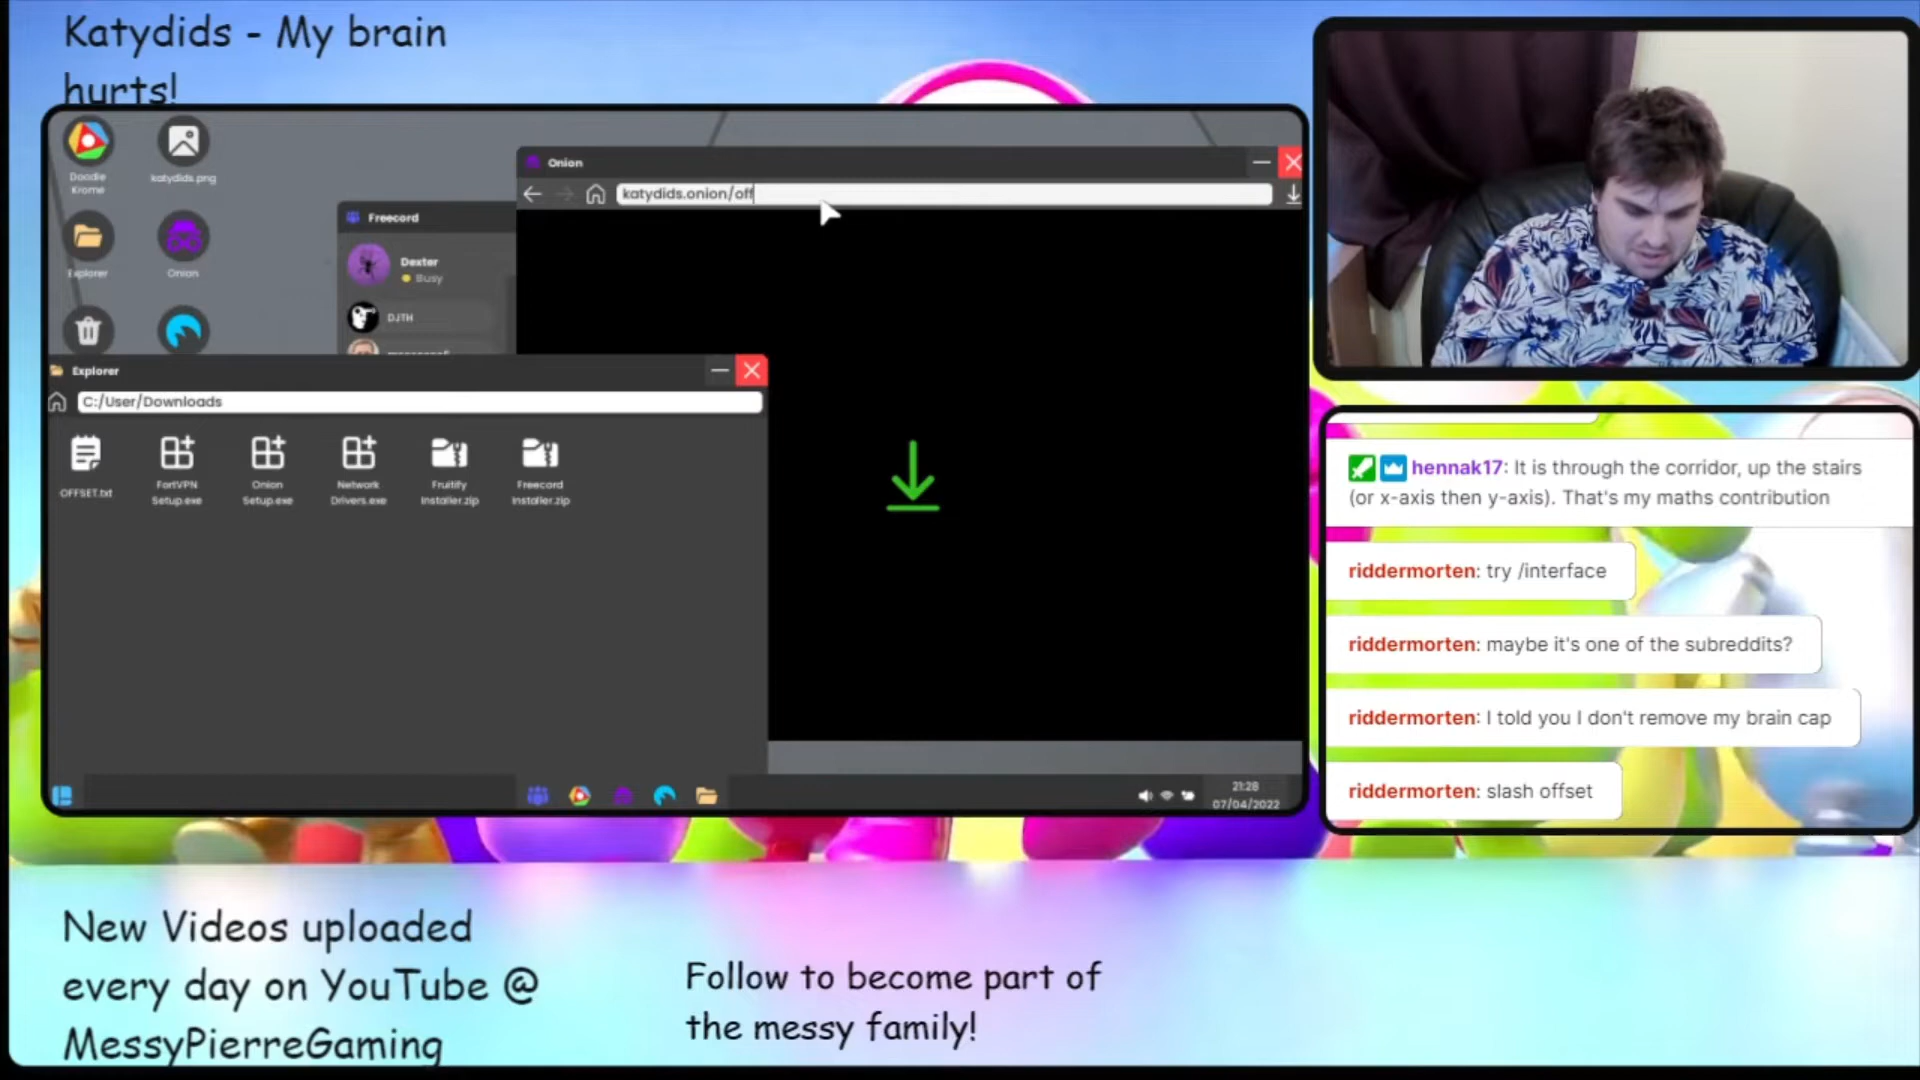 Katydids - My brain
hurts!
Doodle
Krome
katydids.png
Explorer
Onion
Freecord
Dexter
Busy
DJTH
Onion
katydids.onion/off
Explorer
C:/User/Downloads
OFFSET.txt
FortVPN
Setup.exe
Onion
Setup.exe
Network
Drivers.exe
Fruitify
Installer.zip
Freecord
Installer.zip
21:28
07/04/2022
hennak17: It is through the corridor, up the stairs
(or x-axis then y-axis). That's my maths contribution
riddermorten: try /interface
riddermorten: maybe it's one of the subreddits?
riddermorten: I told you I don't remove my brain cap
riddermorten: slash offset
New Videos uploaded
every day on YouTube @
MessyPierreGaming
Follow to become part of
the messy family!